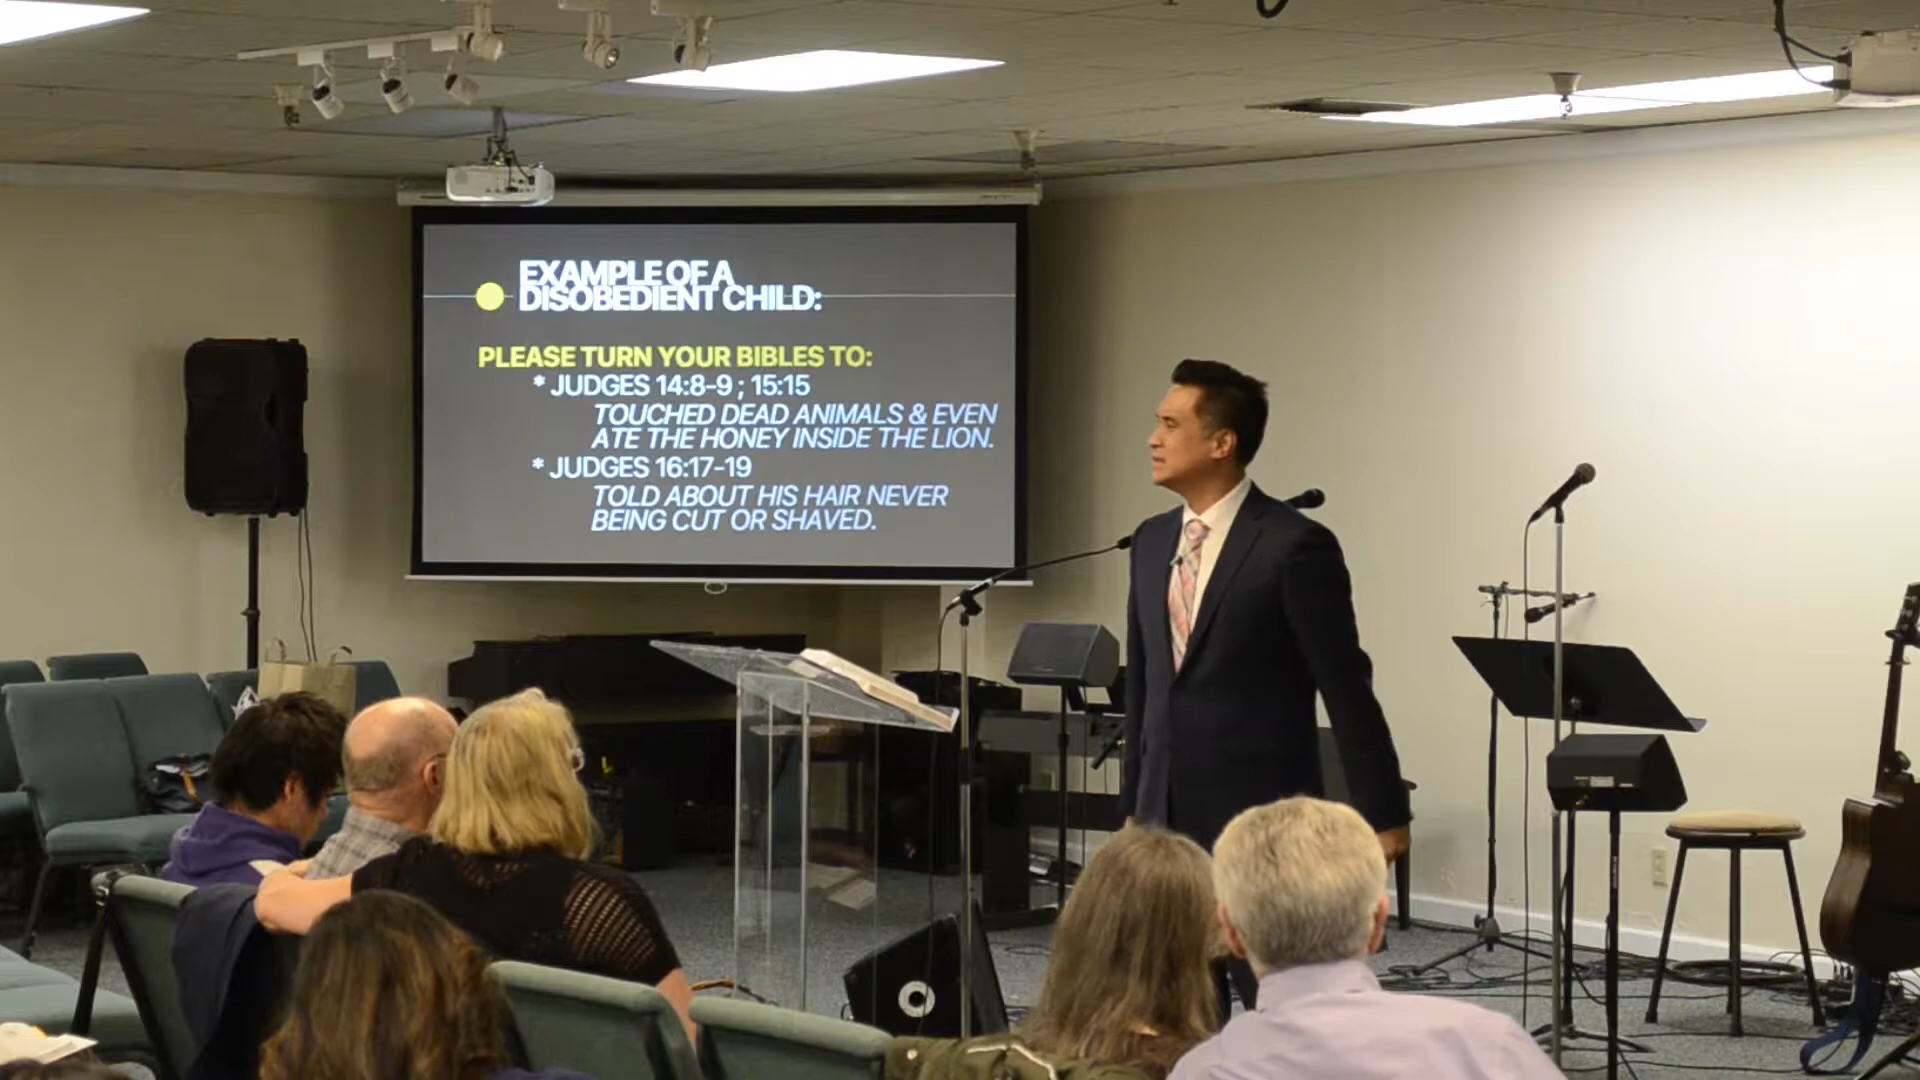 EXAMPLE OF A
DISOBEDIENT CHILD:
PLEASE TURN YOUR BIBLES TO:
* JUDGES 14:8-9 ; 15:15
TOUCHED DEAD ANIMALS & EVEN
ATE THE HONEY INSIDE THE LION.
* JUDGES 16:17-19
TOLD ABOUT HIS HAIR NEVER
BEING CUT OR SHAVED.